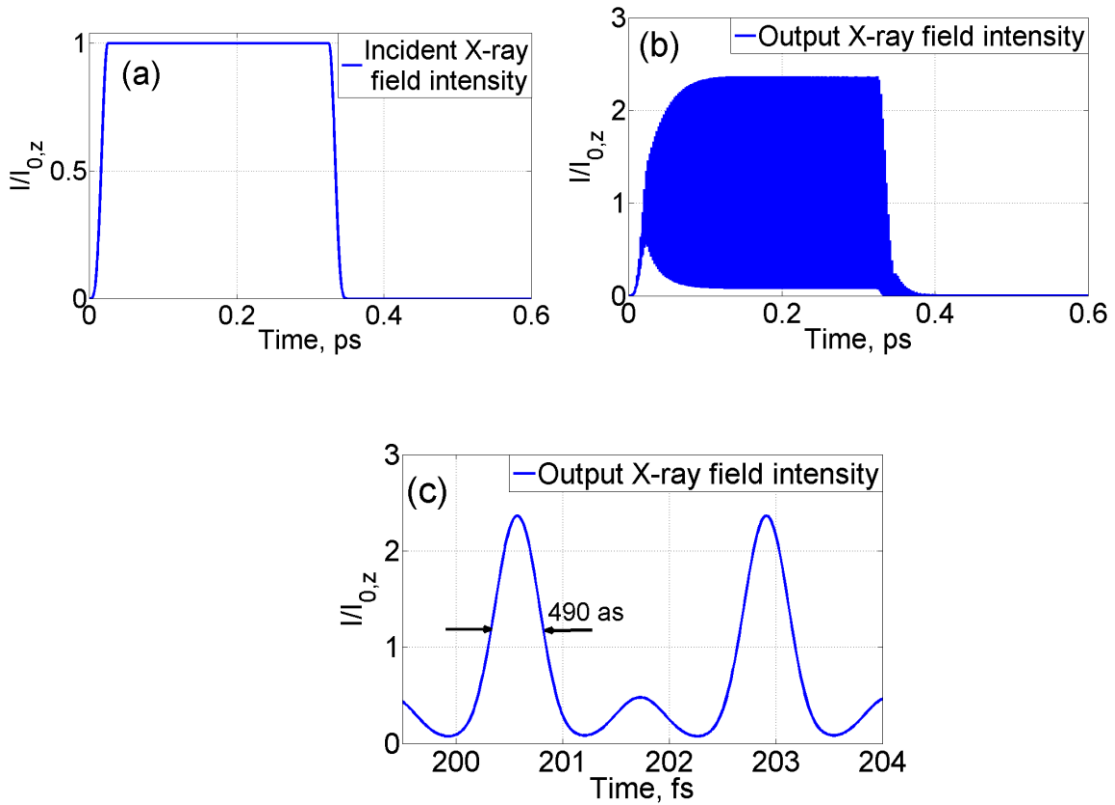 (a)
Incident X-ray
field intensity
I/I0,z
1
0.5
0
0 0.2 0.4 0.6
Time, ps
(b)
Output X-ray field intensity
I/I0,z
3
2
1
0
0 0.2 0.4 0.6
Time, ps
(c)
Output X-ray field intensity
I/I0,z
3
2
1
0
490 as
200 201 202 203 204
Time, fs